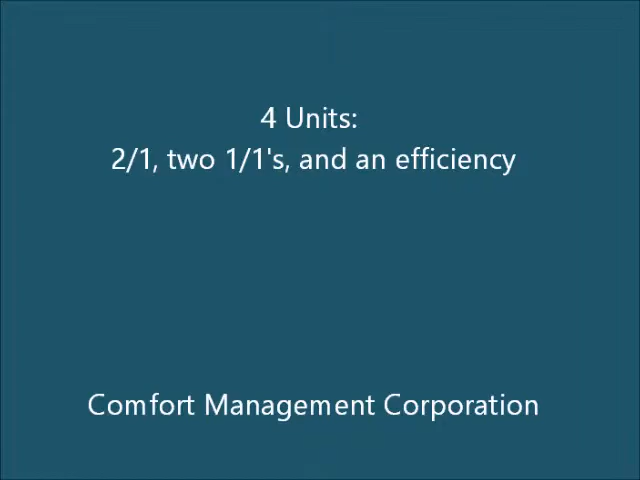 4 Units:
2/1, two 1/1's, and an efficiency
Comfort Management Corporation